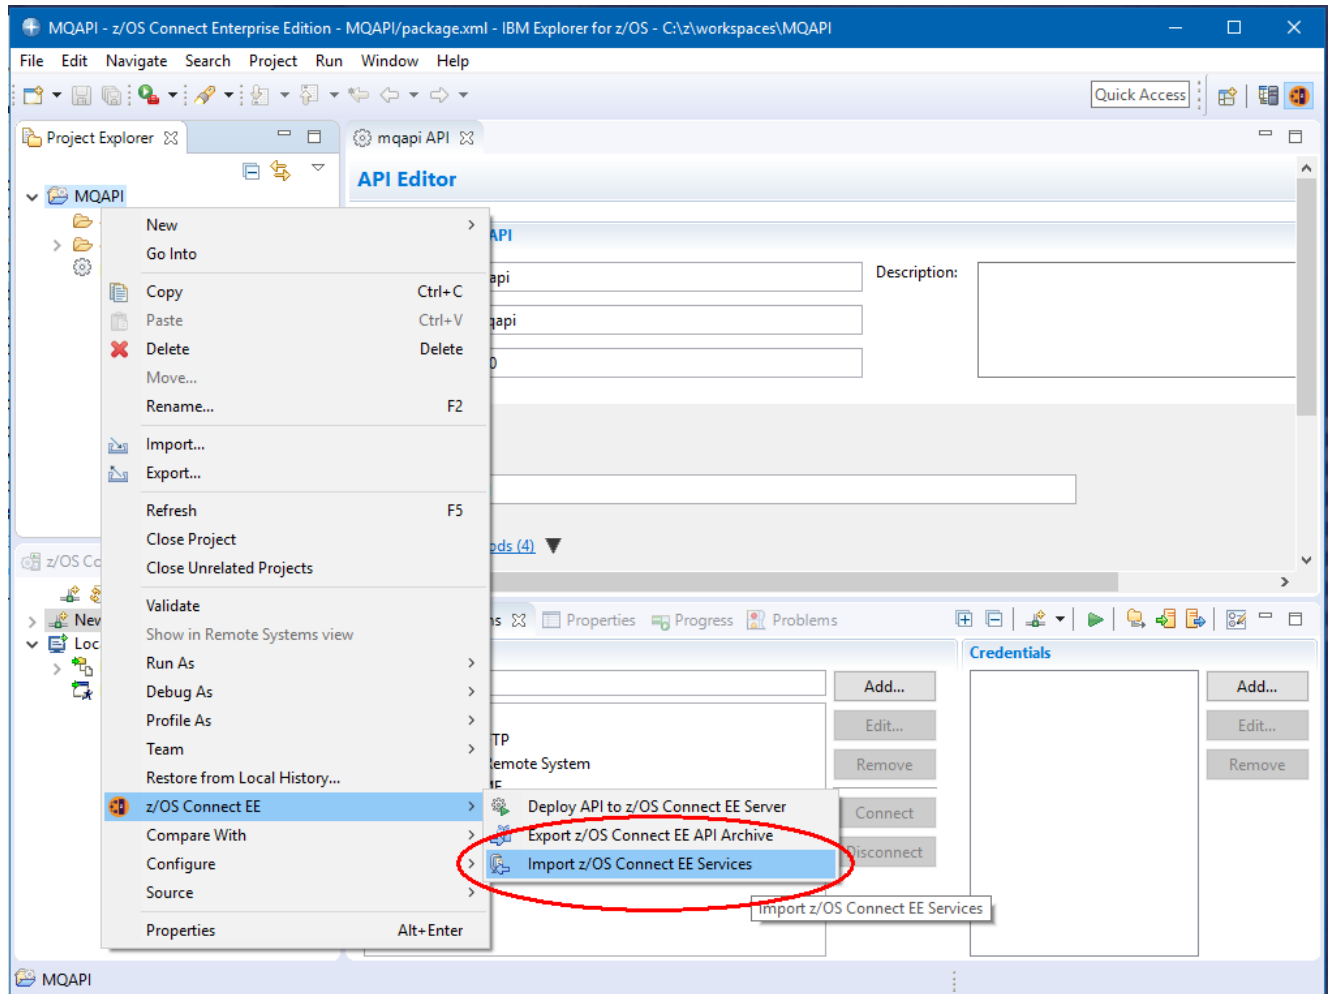 MQAPI - z/OS Connect Enterprise Edition - MQAPI/package.xml - IBM Explorer for z/OS - C:\z\workspaces\MQAPI
File Edit Navigate Search Project Run Window Help
Quick Access
Project Explorer
mqapi API
API Editor
MQAPI
API
api
Description:
qapi
0
New
Go Into
Copy Ctrl+C
Paste Ctrl+V
Delete Delete
Move...
Rename... F2
Import...
Export...
Refresh F5
Close Project
Close Unrelated Projects
Validate
Show in Remote Systems view
Run As
Debug As
Profile As
Team
Restore from Local History...
z/OS Connect EE
Compare With
Configure
Source
Properties Alt+Enter
ods (4)
z/OS Co
New
Loc
ns
Properties
Progress
Problems
Credentials
Add...
Edit...
Remove
Connect
Disconnect
Add...
Edit...
Remove
TP
emote System
Deploy API to z/OS Connect EE Server
Export z/OS Connect EE API Archive
Import z/OS Connect EE Services
Import z/OS Connect EE Services
MQAPI